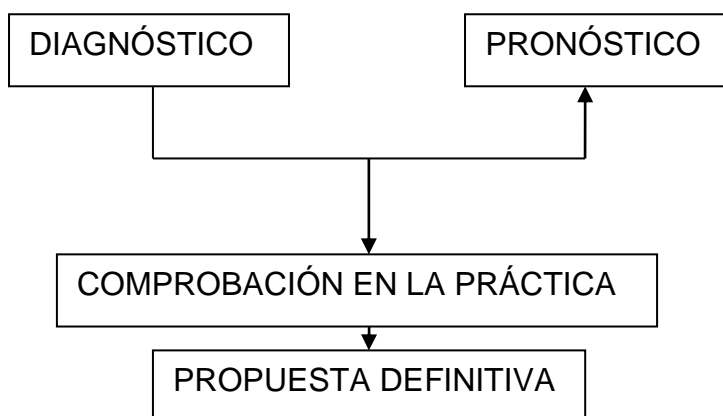 DIAGNÓSTICO
PRONÓSTICO
COMPROBACIÓN EN LA PRÁCTICA
PROPUESTA DEFINITIVA